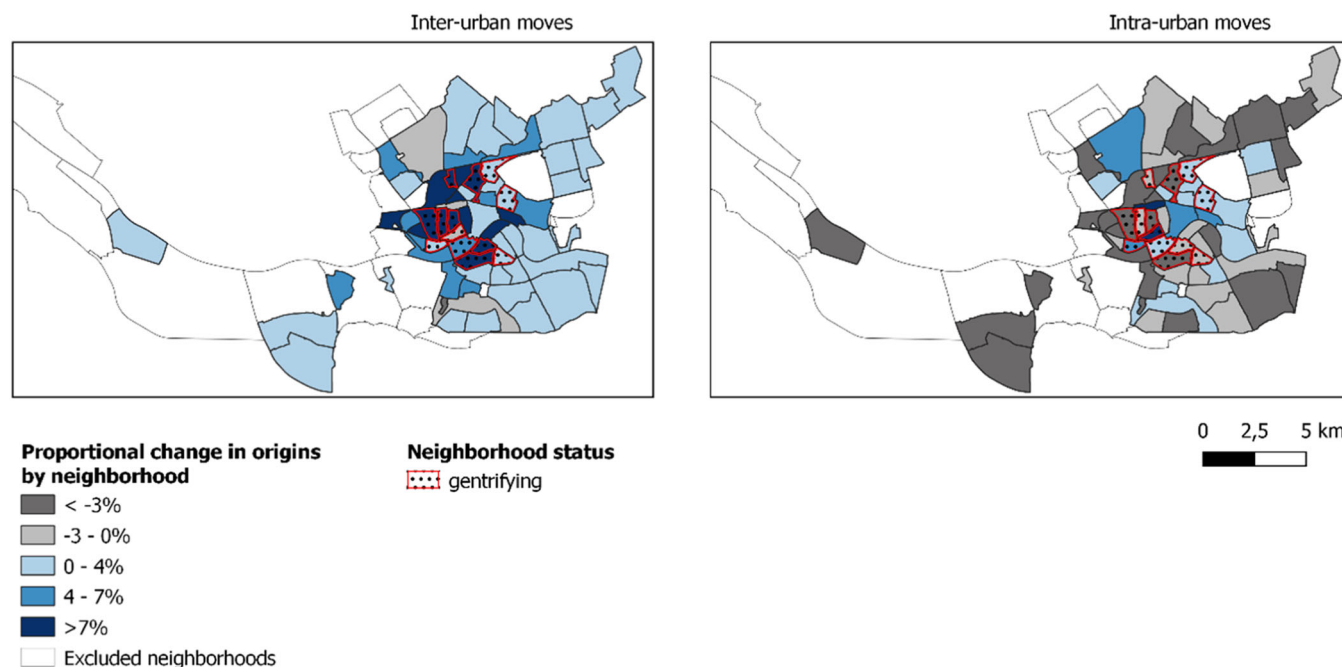 Inter-urban moves
Intra-urban moves
Proportional change in origins
by neighborhood
< -3%
-3 - 0%
0 - 4%
4 - 7%
>7%
Excluded neighborhoods
Neighborhood status
gentrifying
0 2,5 5 km